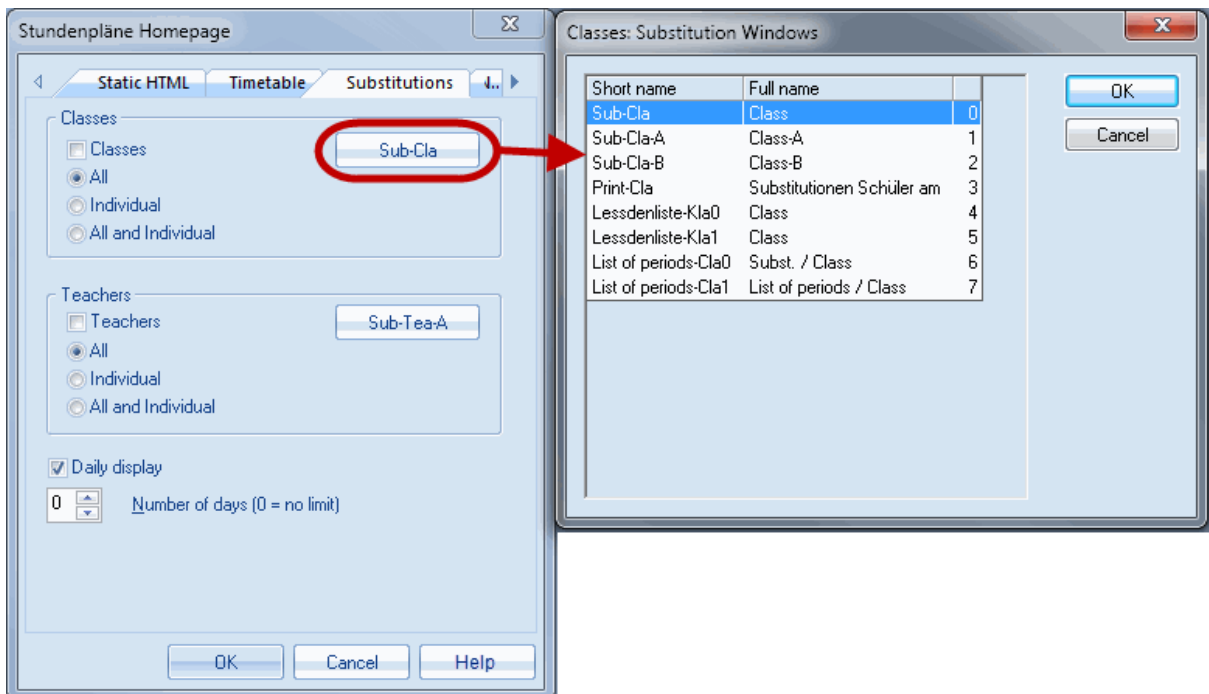 Stundenpläne Homepage
Static HTML Timetable Substitutions
Classes
Classes
Sub-Cla
All
Individual
All and Individual
Teachers
Teachers
Sub-Tea-A
All
Individual
All and Individual
Daily display
0 Number of days (0 = no limit)
OK Cancel Help
Classes: Substitution Windows
Short name Full name
Sub-Cla Class 0
Sub-Cla-A Class-A 1
Sub-Cla-B Class-B 2
Print-Cla Substitutionen Schüler am 3
Lessdenliste-Kla0 Class 4
Lessdenliste-Kla1 Class 5
List of periods-Cla0 Subst. / Class 6
List of periods-Cla1 List of periods / Class 7
OK
Cancel